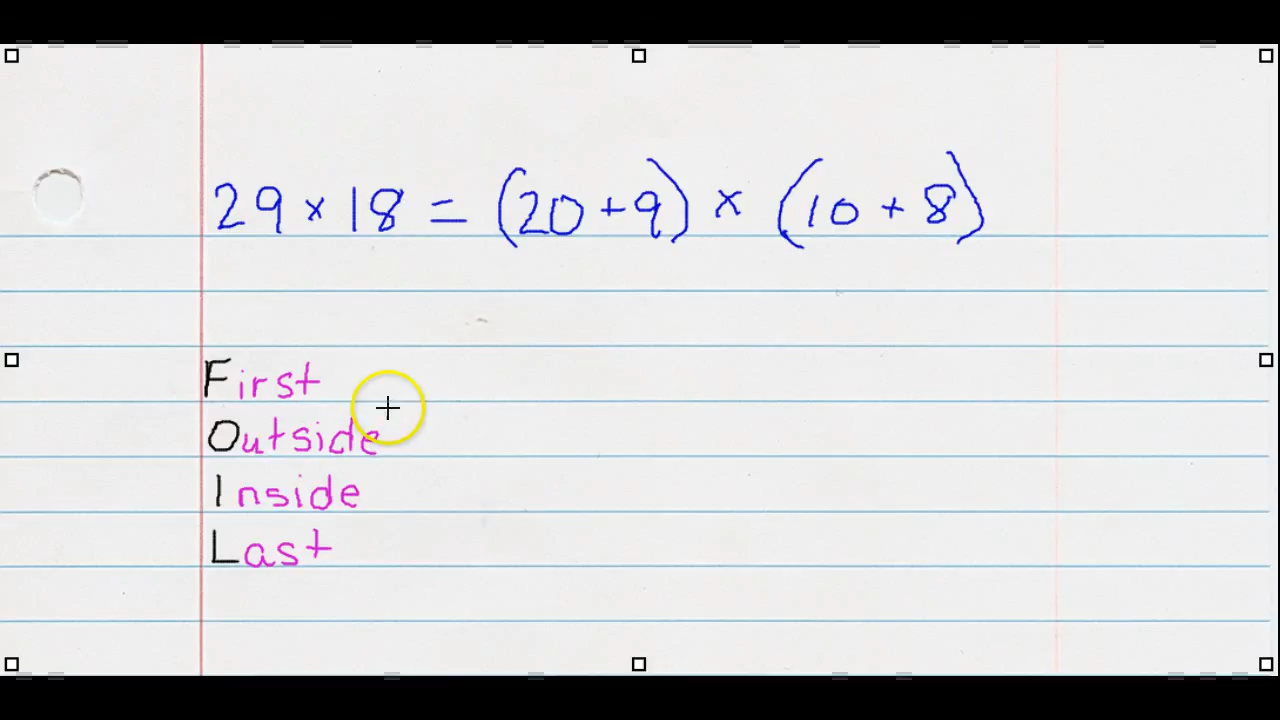 29 × 18 = (20 + 9) × (10 + 8)
First
Outside
Inside
Last